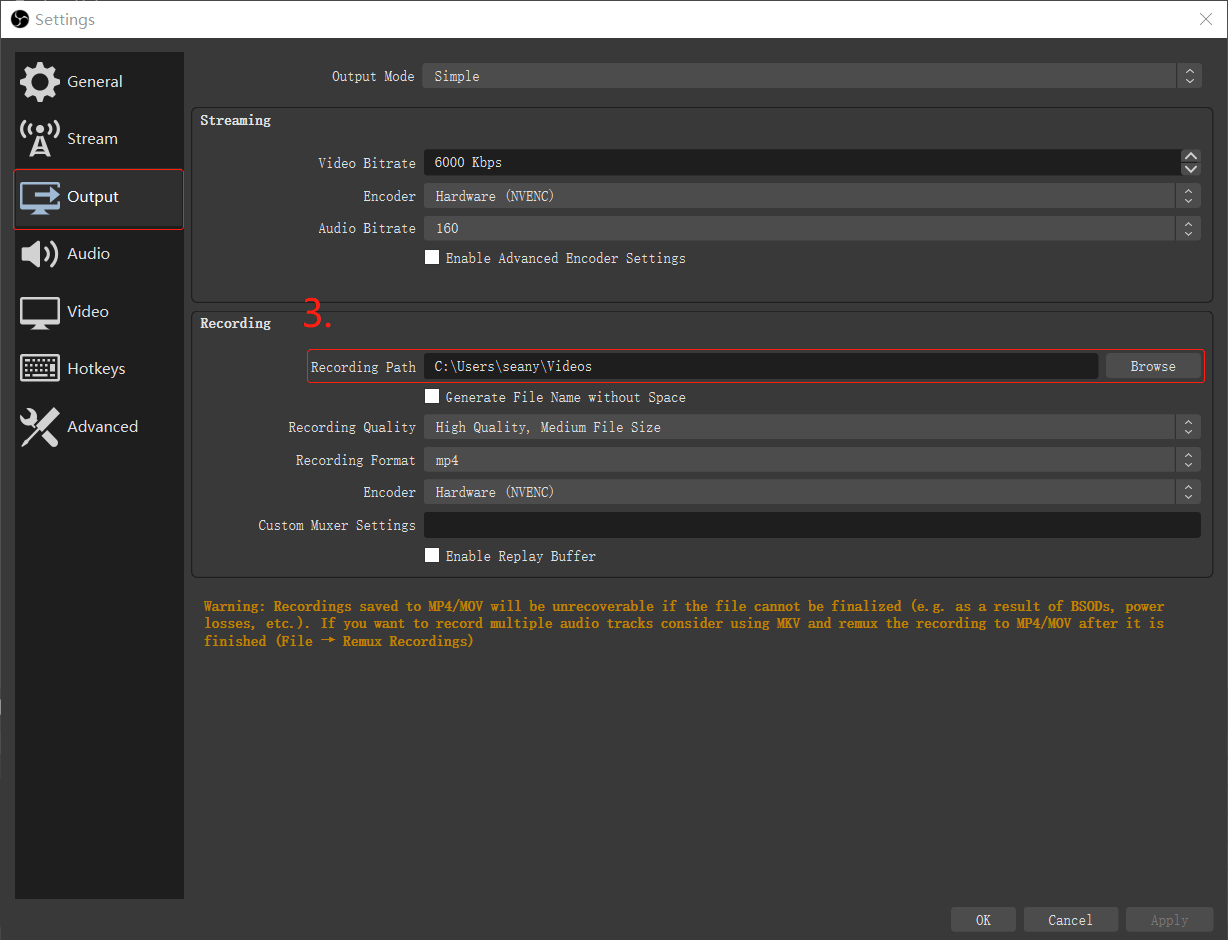 Settings
General
Stream
Output
Audio
Video
Hotkeys
Advanced
Output Mode Simple
Streaming
Video Bitrate 6000 Kbps
Encoder Hardware (NVENC)
Audio Bitrate 160
Enable Advanced Encoder Settings
3.
Recording
Recording Path C:\Users\seany\Videos Browse
Generate File Name without Space
Recording Quality High Quality, Medium File Size
Recording Format mp4
Encoder Hardware (NVENC)
Custom Muxer Settings
Enable Replay Buffer
Warning: Recordings saved to MP4/MOV will be unrecoverable if the file cannot be finalized (e.g. as a result of BSODs, power
losses, etc.). If you want to record multiple audio tracks consider using MKV and remux the recording to MP4/MOV after it is
finished (File → Remux Recordings)
OK Cancel Apply